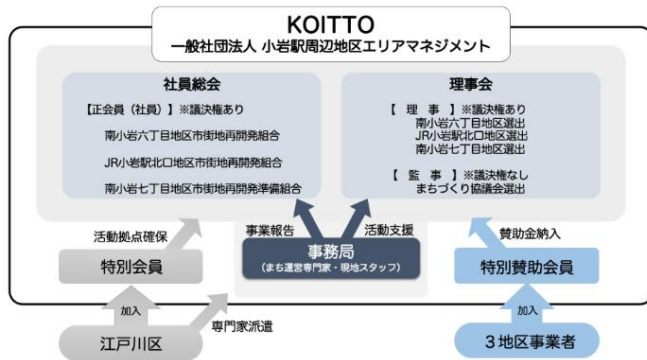 KOITTO
一般社団法人 小岩駅周辺地区エリアマネジメント
社員総会
【正会員（社員）】※議決権あり
南小岩六丁目地区市街地再開発組合
JR小岩駅北口地区市街地再開発組合
南小岩七丁目地区市街地再開発準備組合
理事会
【 理　事 】※議決権あり
南小岩六丁目地区選出
JR小岩駅北口地区選出
南小岩七丁目地区選出
【 監　事 】※議決権なし
まちづくり協議会選出
活動拠点確保
事業報告
活動支援
賛助金納入
特別会員
事務局
（まち運営専門家・現地スタッフ）
特別賛助会員
加入
専門家派遣
加入
江戸川区
3地区事業者